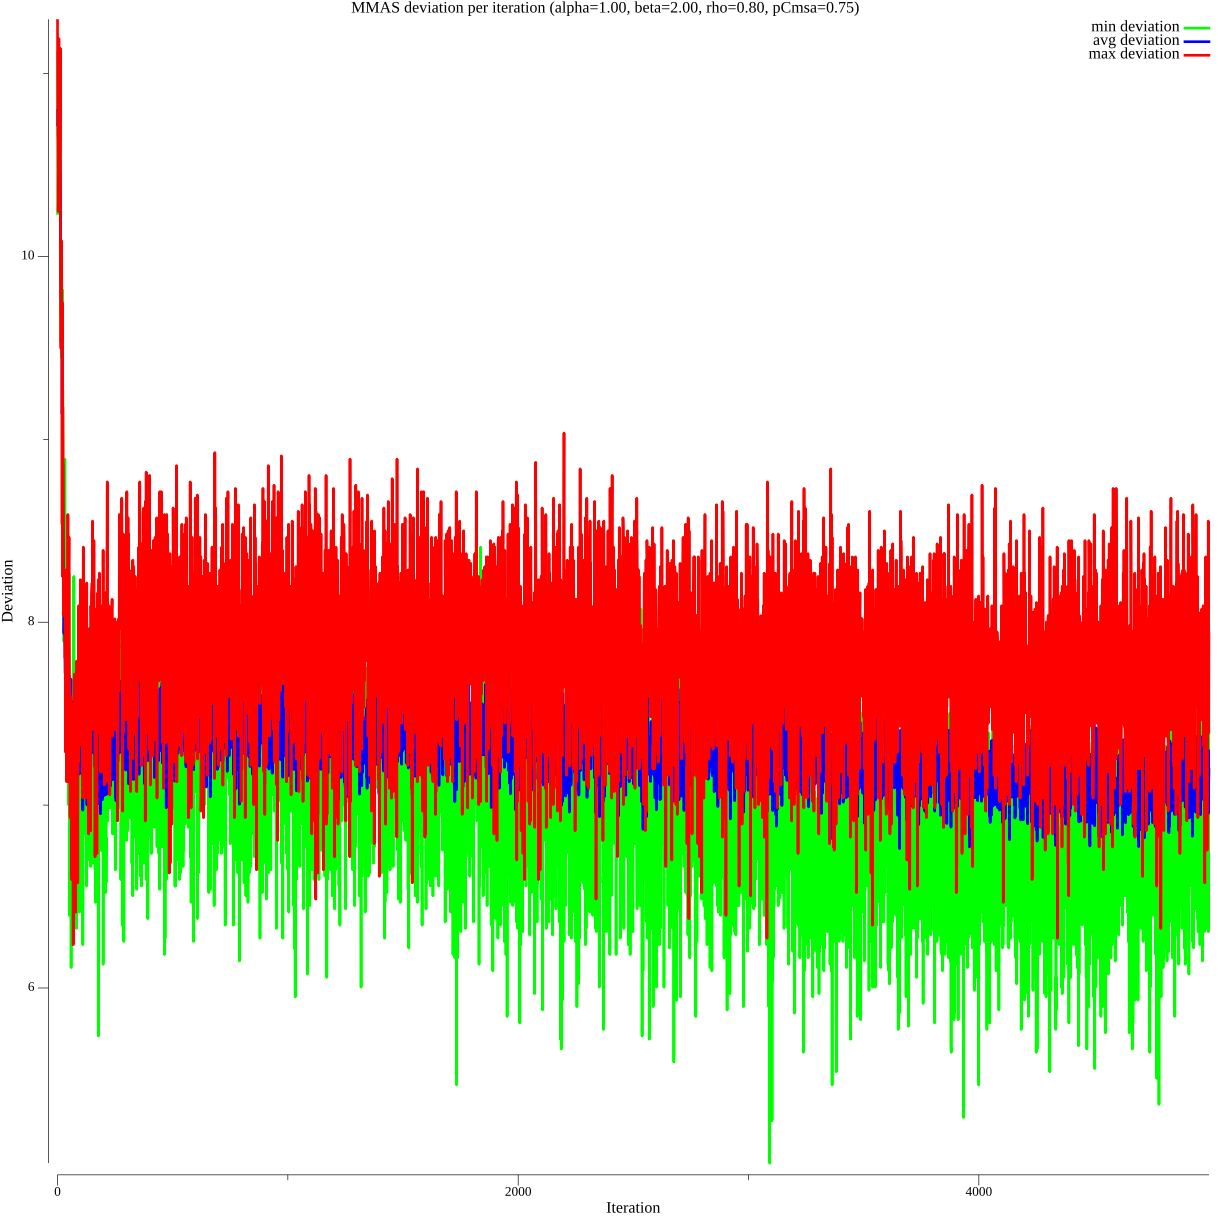 MMAS deviation per iteration (alpha=1.00, beta=2.00, rho=0.80, pCmsa=0.75)
min deviation
avg deviation
max deviation
10
8
6
Deviation
0
2000
4000
Iteration